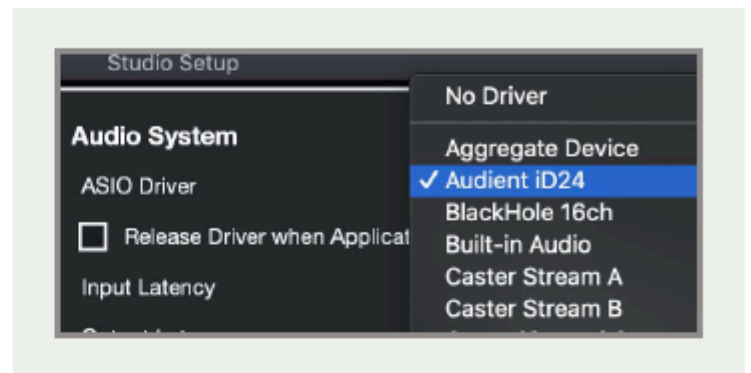 Studio Setup
No Driver
Audio System
Aggregate Device
ASIO Driver
✓ Audient iD24
BlackHole 16ch
Release Driver when Applicat
Built-in Audio
Input Latency
Caster Stream A
Caster Stream B